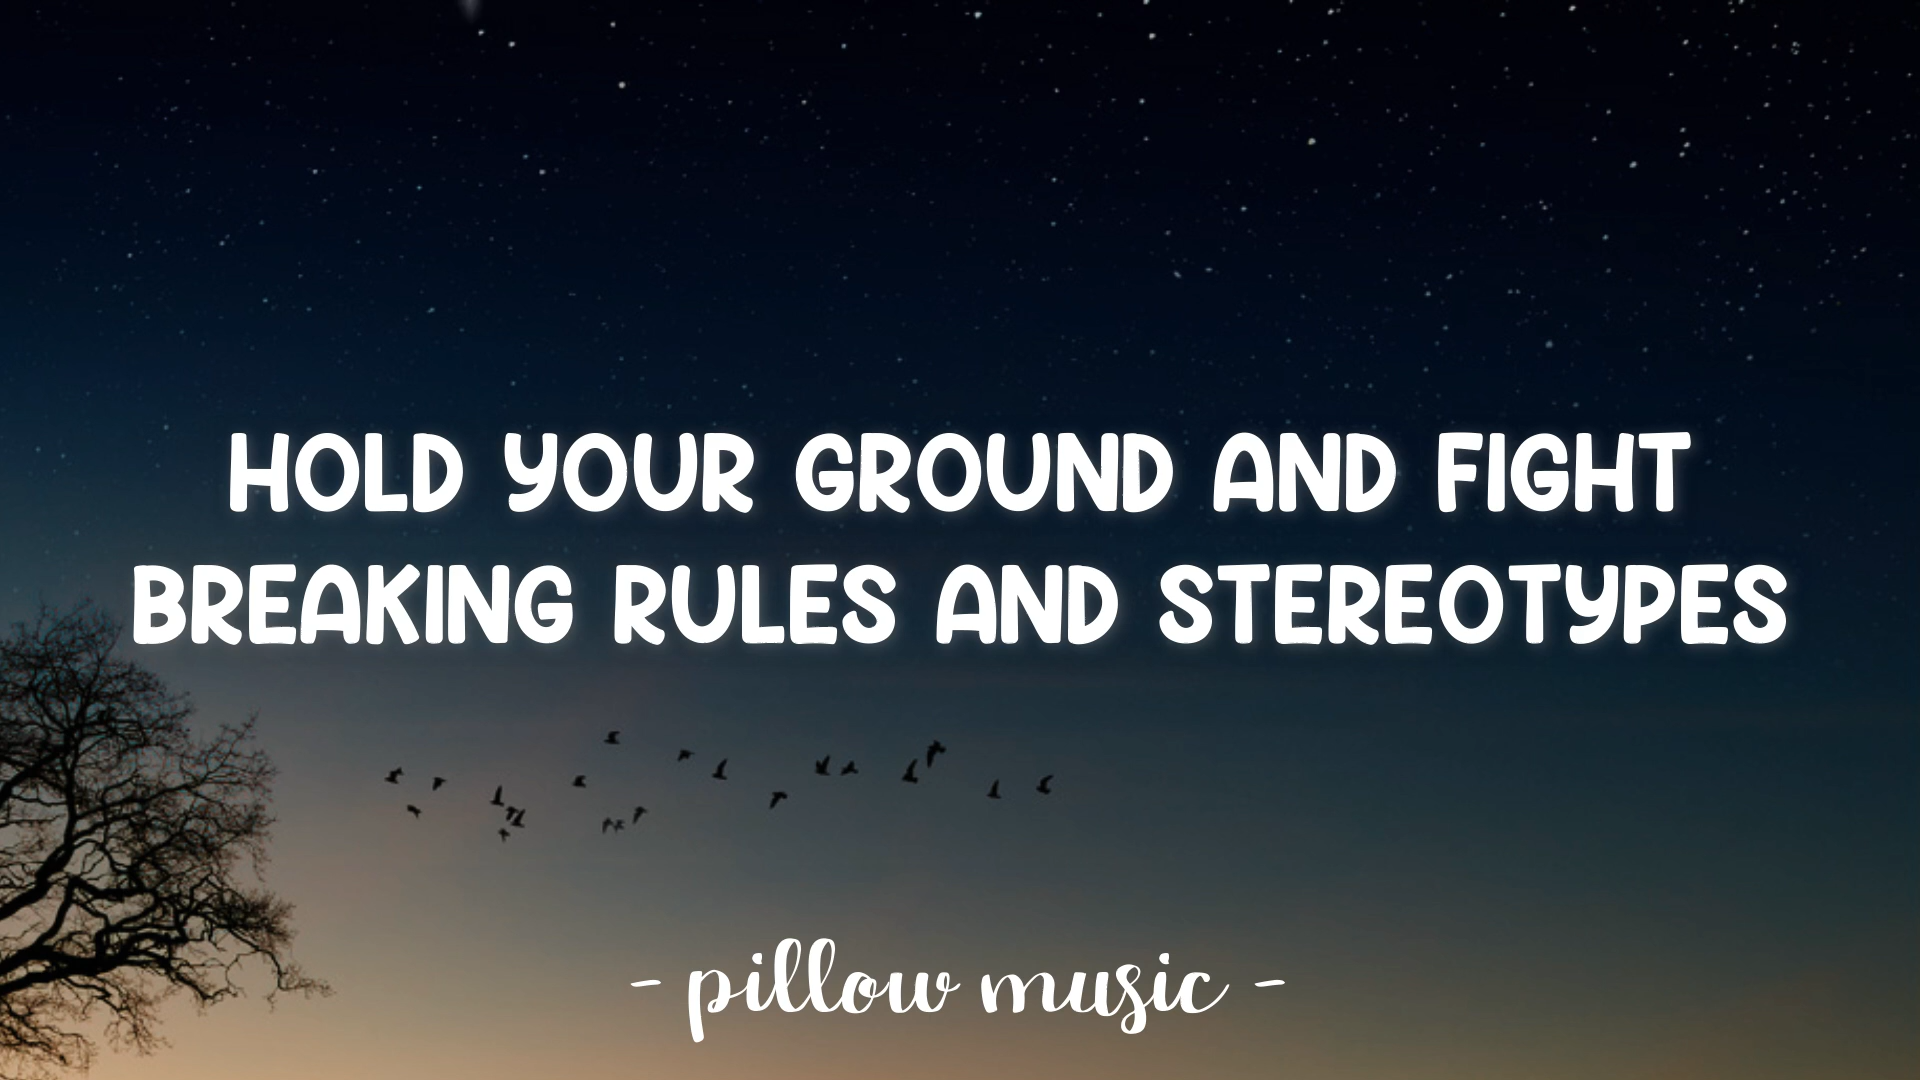 HOLD YOUR GROUND AND FIGHT
BREAKING RULES AND STEREOTYPES
- pillow music -